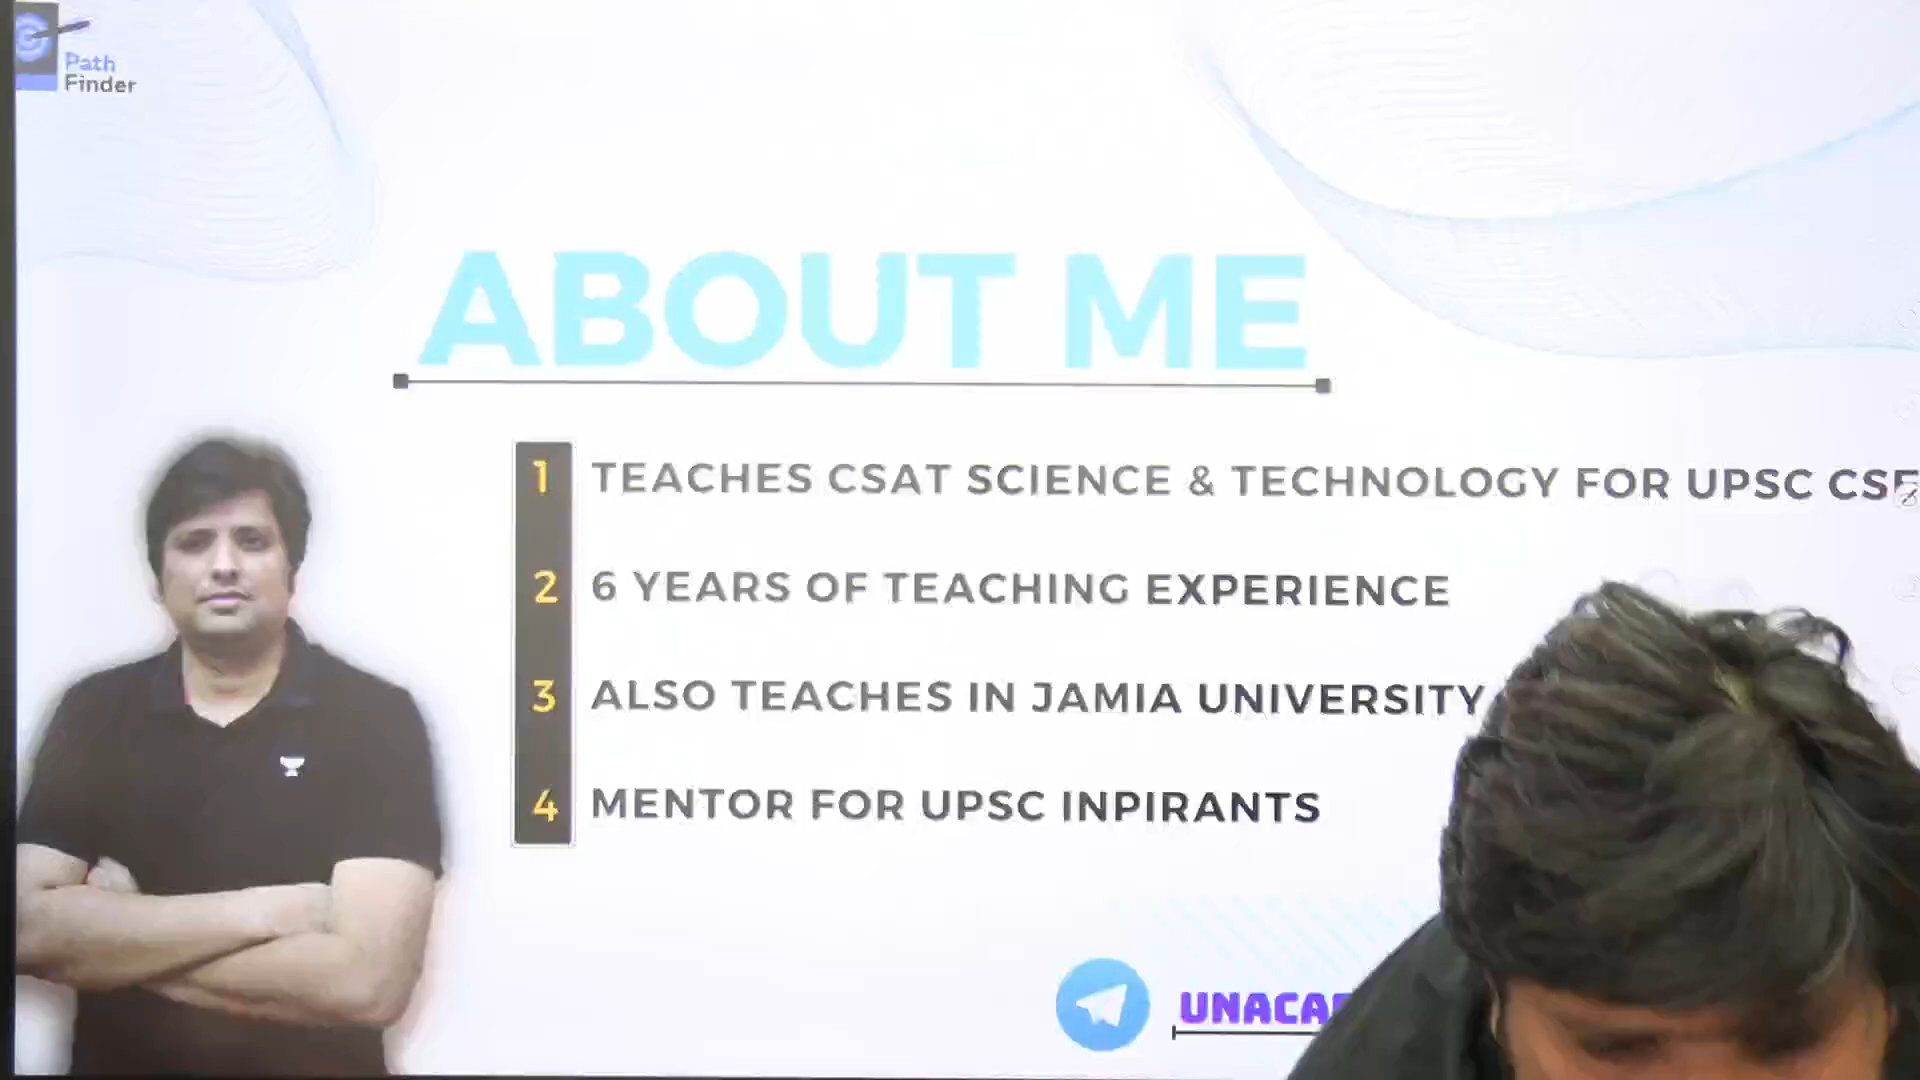 Path
Finder
ABOUT ME
1 TEACHES CSAT SCIENCE & TECHNOLOGY FOR UPSC CSE
2 6 YEARS OF TEACHING EXPERIENCE
3 ALSO TEACHES IN JAMIA UNIVERSITY
4 MENTOR FOR UPSC INPIRANTS